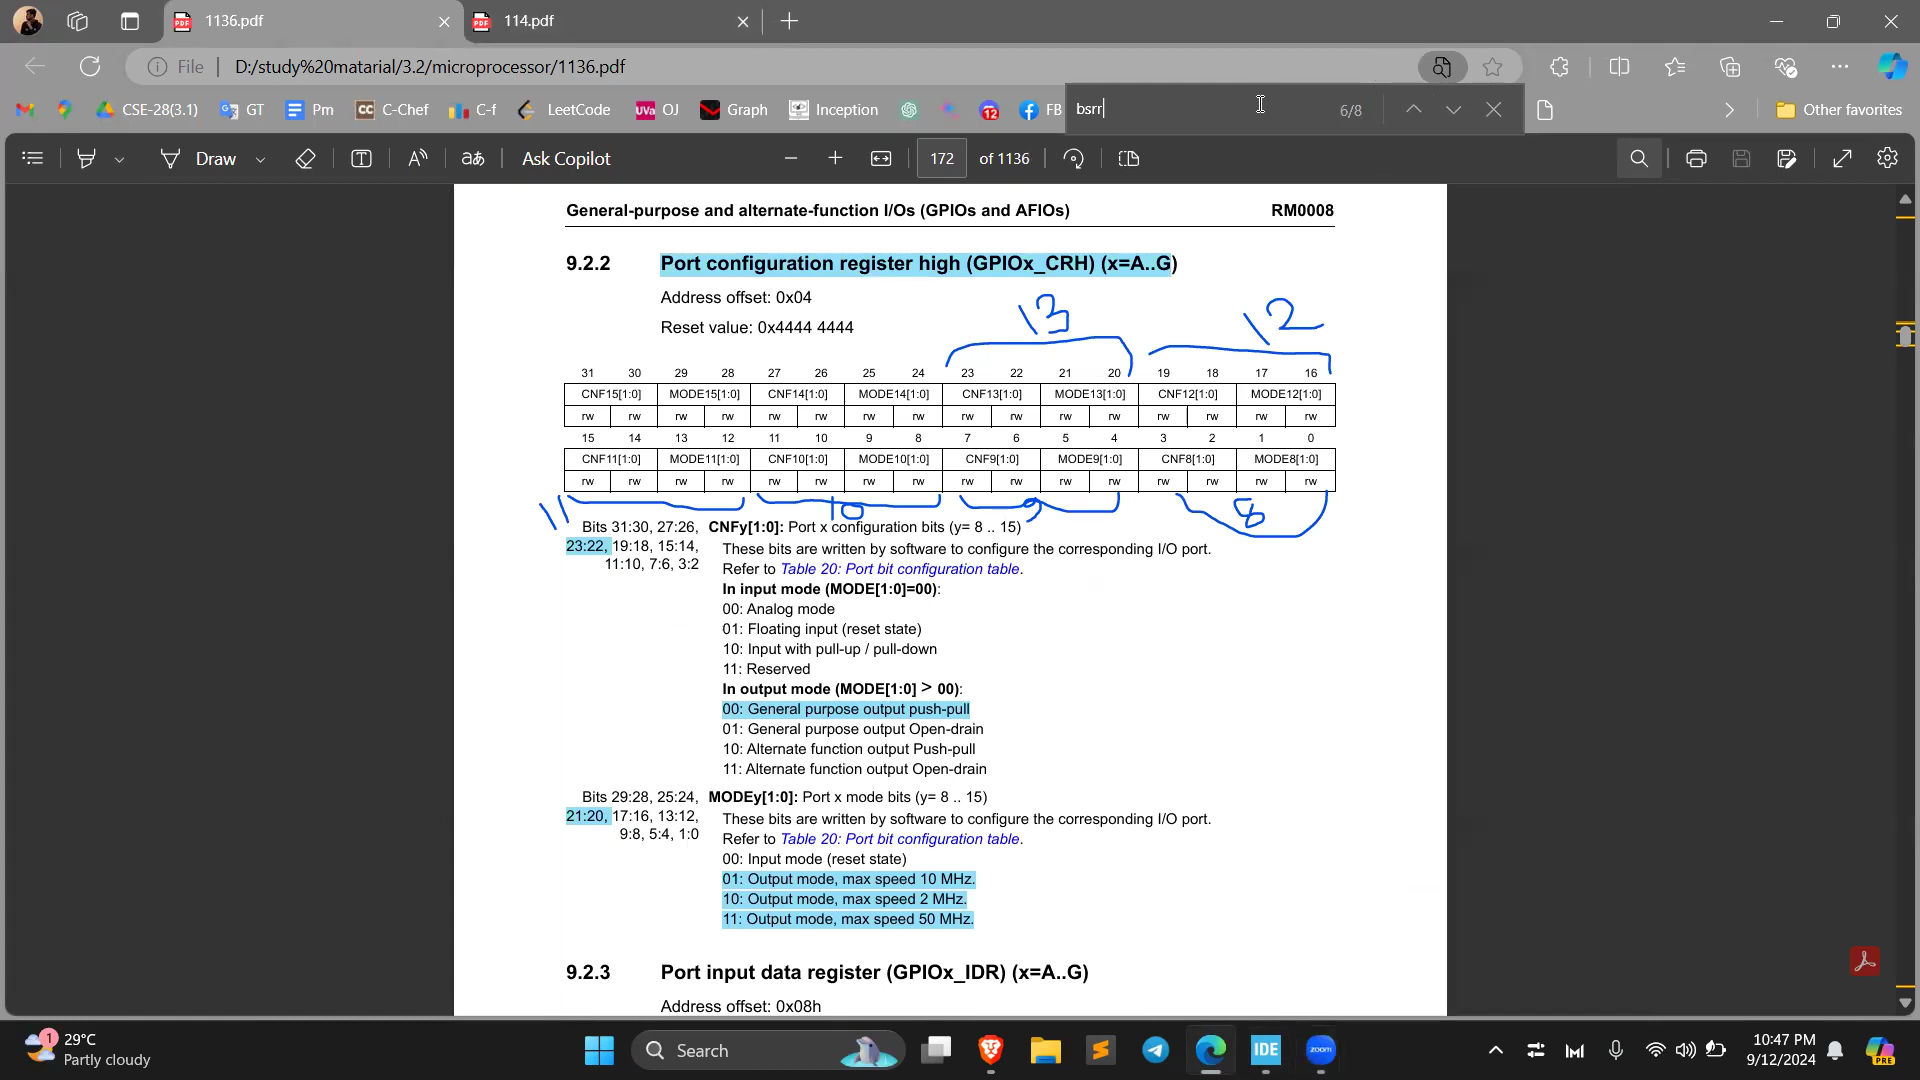 1136.pdf
114.pdf
File
D:/study%20matarial/3.2/microprocessor/1136.pdf
CSE-28(3.1)
GT
Pm
CC C-Chef
C-f
LeetCode
UVa OJ
Graph
Inception
12
FB
bsrr
6/8
Other favorites
Draw
aあ
Ask Copilot
172 of 1136
General-purpose and alternate-function I/Os (GPIOs and AFIOs) RM0008
9.2.2 Port configuration register high (GPIOx_CRH) (x=A..G)
Address offset: 0x04
Reset value: 0x4444 4444
13 12
31 30 29 28 27 26 25 24 23 22 21 20 19 18 17 16
CNF15[1:0] MODE15[1:0] CNF14[1:0] MODE14[1:0] CNF13[1:0] MODE13[1:0] CNF12[1:0] MODE12[1:0]
rw rw rw rw rw rw rw rw rw rw rw rw rw rw rw rw
15 14 13 12 11 10 9 8 7 6 5 4 3 2 1 0
CNF11[1:0] MODE11[1:0] CNF10[1:0] MODE10[1:0] CNF9[1:0] MODE9[1:0] CNF8[1:0] MODE8[1:0]
rw rw rw rw rw rw rw rw rw rw rw rw rw rw rw rw
11 10 9 8
Bits 31:30, 27:26, CNFy[1:0]: Port x configuration bits (y= 8 .. 15)
23:22, 19:18, 15:14, These bits are written by software to configure the corresponding I/O port.
11:10, 7:6, 3:2 Refer to Table 20: Port bit configuration table.
In input mode (MODE[1:0]=00):
00: Analog mode
01: Floating input (reset state)
10: Input with pull-up / pull-down
11: Reserved
In output mode (MODE[1:0] > 00):
00: General purpose output push-pull
01: General purpose output Open-drain
10: Alternate function output Push-pull
11: Alternate function output Open-drain
Bits 29:28, 25:24, MODEy[1:0]: Port x mode bits (y= 8 .. 15)
21:20, 17:16, 13:12, These bits are written by software to configure the corresponding I/O port.
9:8, 5:4, 1:0 Refer to Table 20: Port bit configuration table.
00: Input mode (reset state)
01: Output mode, max speed 10 MHz.
10: Output mode, max speed 2 MHz.
11: Output mode, max speed 50 MHz.
9.2.3 Port input data register (GPIOx_IDR) (x=A..G)
Address offset: 0x08h
1
29°C
Partly cloudy
Search
IDE
zoom
10:47 PM
9/12/2024
PRE